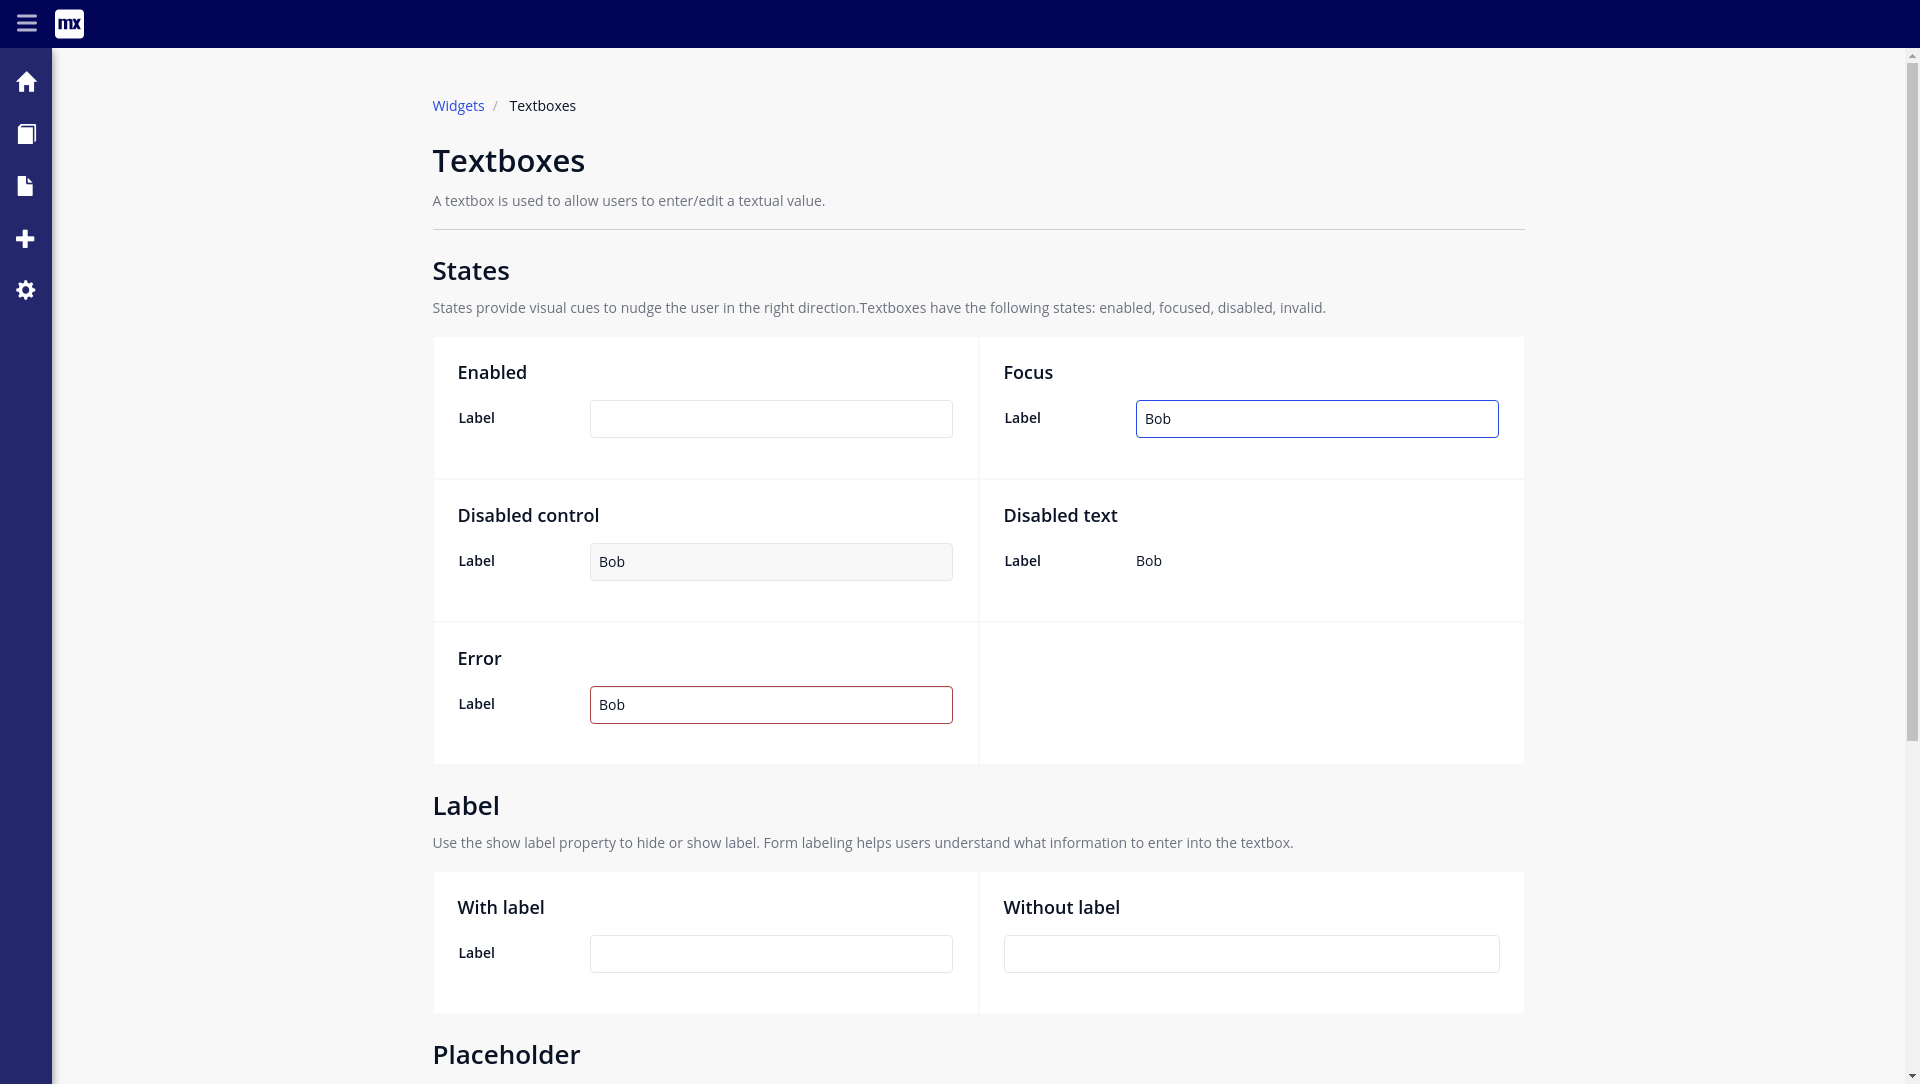 mx
Widgets / Textboxes
Textboxes
A textbox is used to allow users to enter/edit a textual value.
States
States provide visual cues to nudge the user in the right direction.Textboxes have the following states: enabled, focused, disabled, invalid.
Enabled
Label
Focus
Label Bob
Disabled control
Label Bob
Disabled text
Label Bob
Error
Label Bob
Label
Use the show label property to hide or show label. Form labeling helps users understand what information to enter into the textbox.
With label
Label
Without label
Placeholder